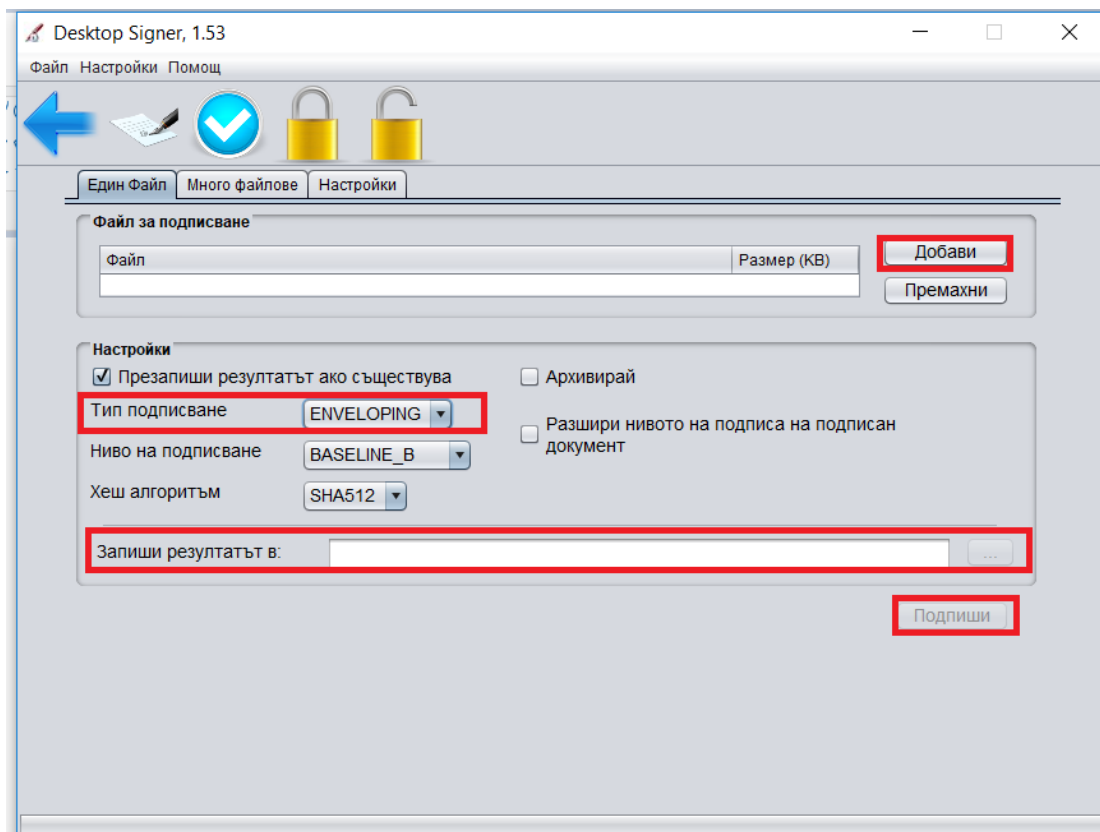 Desktop Signer, 1.53
Файл Настройки Помощ
Един Файл Много файлове Настройки
Файл за подписване
Файл Размер (KB)
Добави
Премахни
Настройки
Презапиши резултатът ако съществува
Архивирай
Тип подписване ENVELOPING
Разшири нивото на подписа на подписан
документ
Ниво на подписване BASELINE_B
Хеш алгоритъм SHA512
Запиши резултатът в: ...
Подпиши